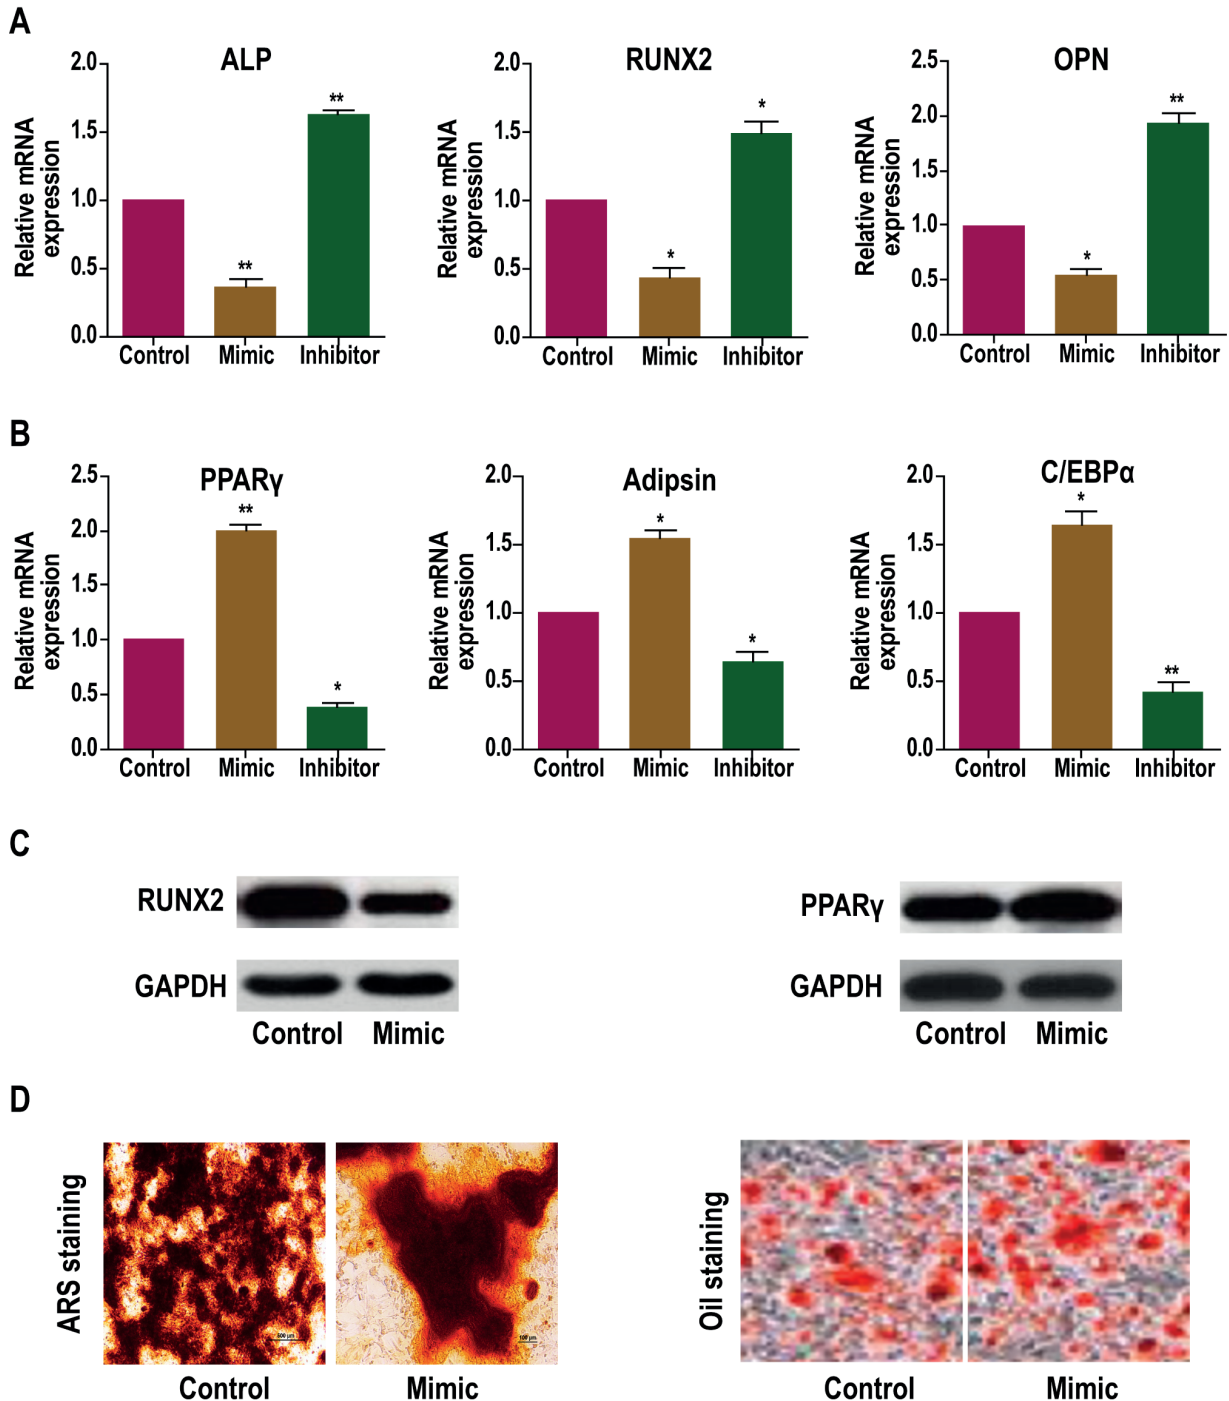 A
ALP
RUNX2
OPN
Relative mRNA
expression
2.0
1.5
1.0
0.5
0.0
**
**
Control
Mimic
Inhibitor
Relative mRNA
expression
2.0
1.5
1.0
0.5
0.0
*
*
Control
Mimic
Inhibitor
Relative mRNA
expression
2.5
2.0
1.5
1.0
0.5
0.0
*
**
Control
Mimic
Inhibitor
B
PPARγ
Adipsin
C/EBPα
Relative mRNA
expression
2.5
2.0
1.5
1.0
0.5
0.0
**
*
Control
Mimic
Inhibitor
Relative mRNA
expression
2.0
1.5
1.0
0.5
0.0
*
*
Control
Mimic
Inhibitor
Relative mRNA
expression
2.0
1.5
1.0
0.5
0.0
*
**
Control
Mimic
Inhibitor
C
RUNX2
GAPDH
Control Mimic
PPARγ
GAPDH
Control Mimic
D
ARS staining
500 µm
100 µm
Control Mimic
Oil staining
Control Mimic